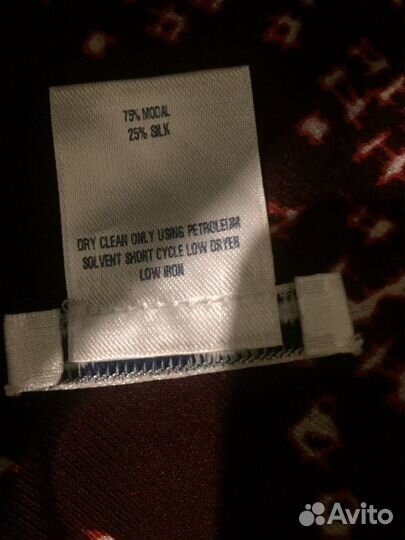 75% MODAL
25% SILK
DRY CLEAN ONLY USING PETROLEUM
SOLVENT SHORT CYCLE LOW DRYER
LOW IRON
Avito